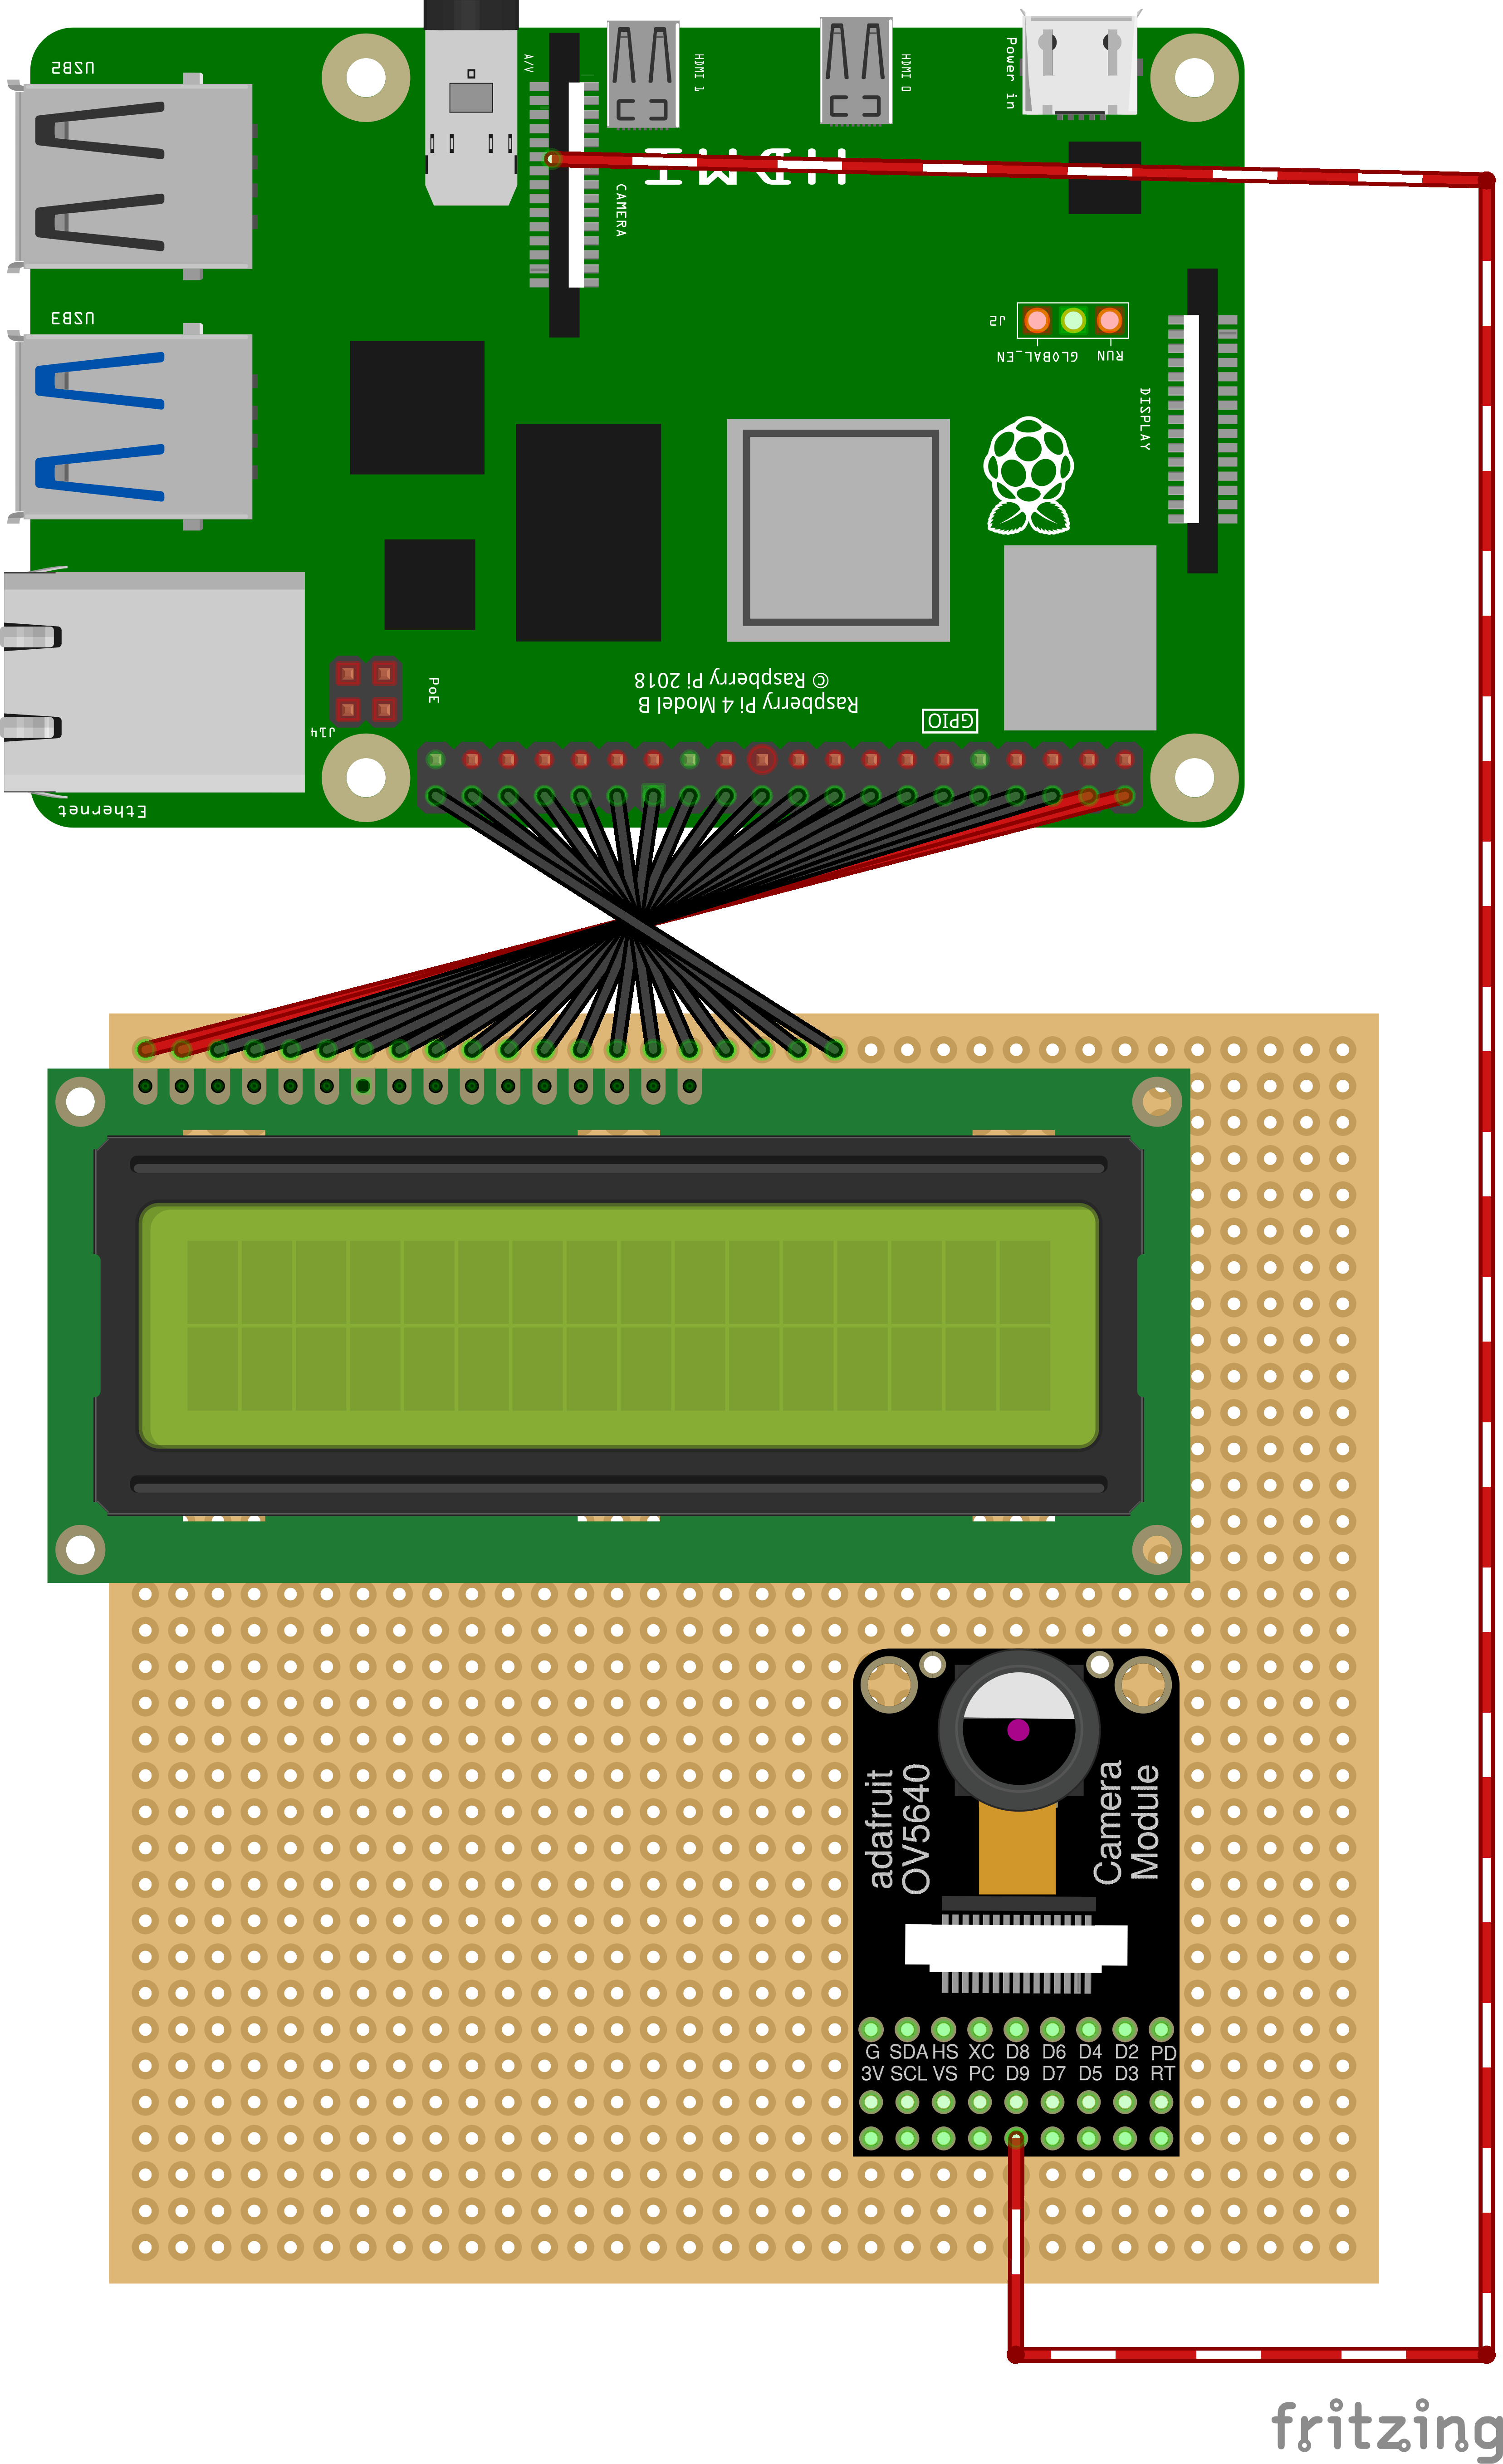 USB2
A/V
HDMI 1
HDMI 0
Power in
HDMI
CAMERA
USB3
J2
GLOBAL_EN
RUN
DISPLAY
© Raspberry Pi 2018
Raspberry Pi 4 Model B
PoE
J14
GPIO
Ethernet
adafruit
OV5640
Camera
Module
G SDA HS XC D8 D6 D4 D2 PD
3V SCL VS PC D9 D7 D5 D3 RT
fritzing